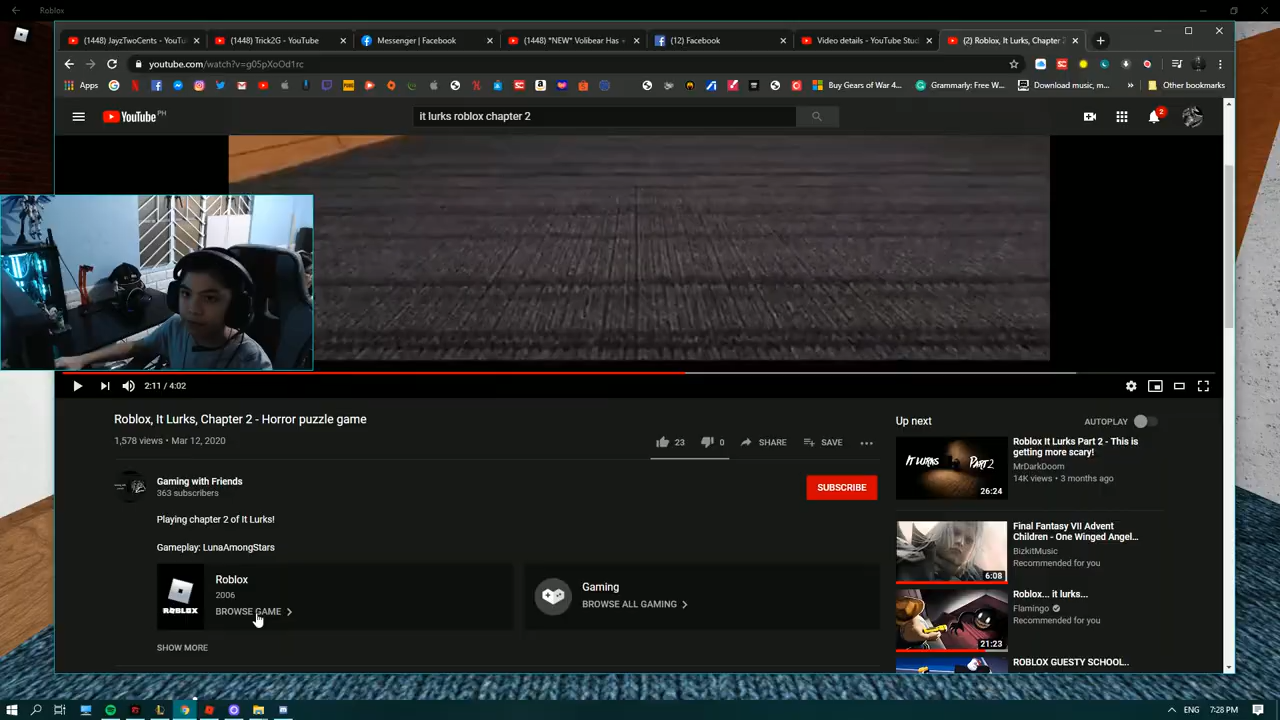 Roblox
(1448) JayzTwoCents - YouTu
(1448) Trick2G - YouTube
Messenger | Facebook
(1448) *NEW* Volibear Has
(12) Facebook
Video details - YouTube Stud
(2) Roblox, It Lurks, Chapter
youtube.com/watch?v=g05pXoOd1rc
Apps
Buy Gears of War 4...
Grammarly: Free W...
Download music, m...
Other bookmarks
YouTube PH
it lurks roblox chapter 2
2
2:11 / 4:02
Roblox, It Lurks, Chapter 2 - Horror puzzle game
1,578 views • Mar 12, 2020
23
0
SHARE
SAVE
Gaming with Friends
363 subscribers
SUBSCRIBE
Playing chapter 2 of It Lurks!
Gameplay: LunaAmongStars
ROBLOX
Roblox
2006
BROWSE GAME
Gaming
BROWSE ALL GAMING
SHOW MORE
Up next
AUTOPLAY
IT LURKS PART 2
26:24
Roblox It Lurks Part 2 - This is
getting more scary!
MrDarkDoom
14K views • 3 months ago
6:08
Final Fantasy VII Advent
Children - One Winged Angel...
BizkitMusic
Recommended for you
21:23
Roblox... it lurks...
Flamingo
Recommended for you
ROBLOX GUESTY SCHOOL..
ENG
7:28 PM